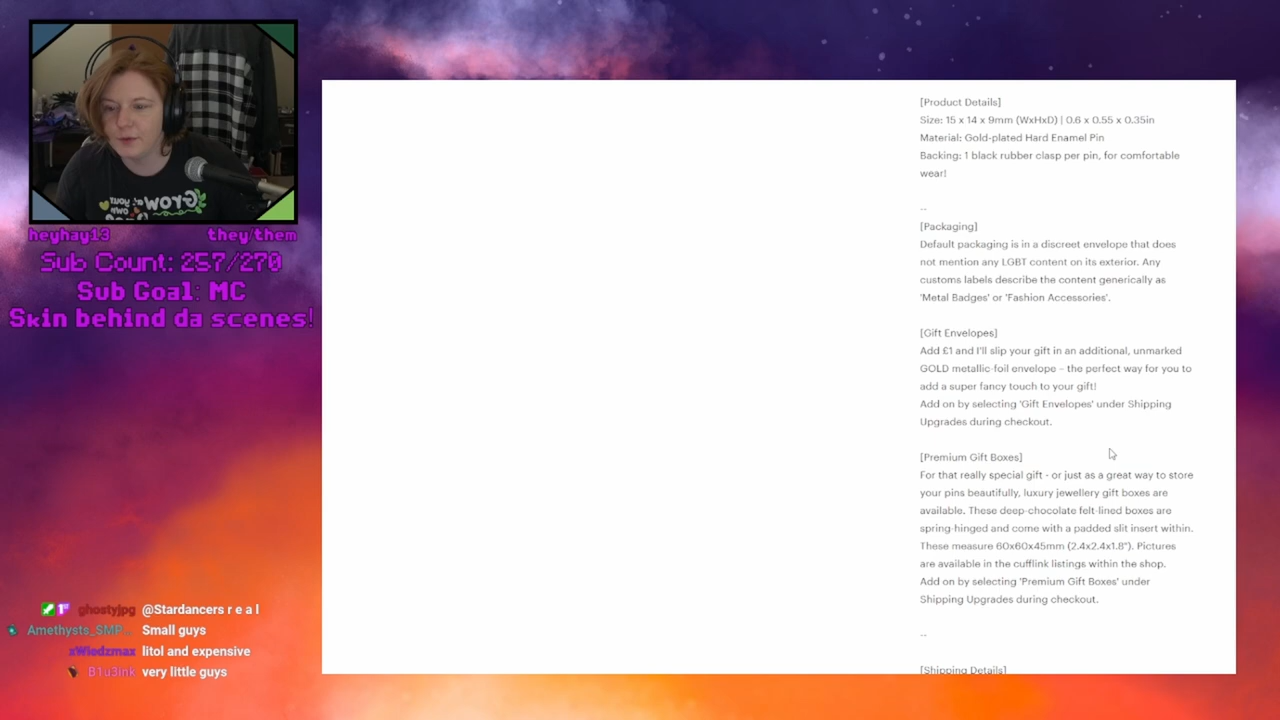 heyhay13 they/them
Sub Count: 257/270
Sub Goal: MC
Skin behind da scenes!
ghostyjpg @Stardancers r e a l
Amethysts_SMP... Small guys
xWiedzmax litol and expensive
B1u3ink very little guys
[Product Details]
Size: 15 x 14 x 9mm (WxHxD) | 0.6 x 0.55 x 0.35in
Material: Gold-plated Hard Enamel Pin
Backing: 1 black rubber clasp per pin, for comfortable
wear!
--
[Packaging]
Default packaging is in a discreet envelope that does
not mention any LGBT content on its exterior. Any
customs labels describe the content generically as
'Metal Badges' or 'Fashion Accessories'.
[Gift Envelopes]
Add £1 and I'll slip your gift in an additional, unmarked
GOLD metallic-foil envelope – the perfect way for you to
add a super fancy touch to your gift!
Add on by selecting 'Gift Envelopes' under Shipping
Upgrades during checkout.
[Premium Gift Boxes]
For that really special gift - or just as a great way to store
your pins beautifully, luxury jewellery gift boxes are
available. These deep-chocolate felt-lined boxes are
spring-hinged and come with a padded slit insert within.
These measure 60x60x45mm (2.4x2.4x1.8"). Pictures
are available in the cufflink listings within the shop.
Add on by selecting 'Premium Gift Boxes' under
Shipping Upgrades during checkout.
--
[Shipping Details]